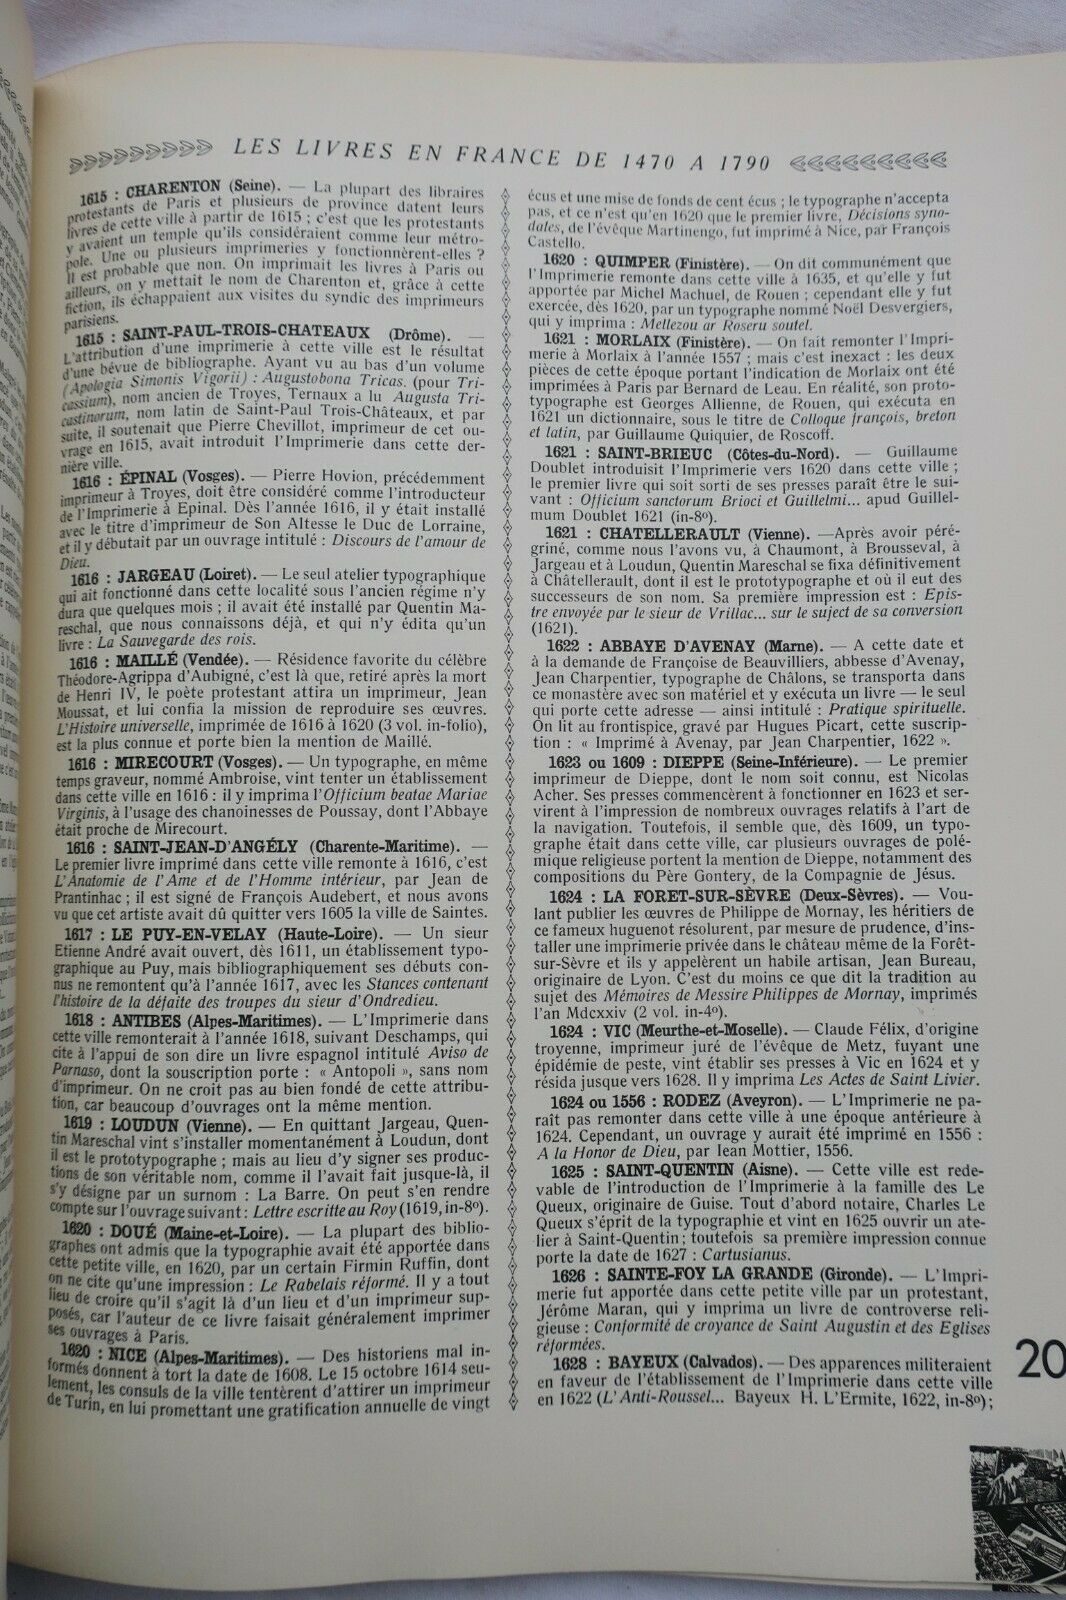 LES LIVRES EN FRANCE DE 1470 A 1790
1615 : CHARENTON (Seine). — La plupart des libraires
protestants de Paris et plusieurs de province datent leurs
livres de cette ville à partir de 1615 ; c'est que les protestants
y avaient un temple qu'ils considéraient comme leur métro-
pole. Une ou plusieurs imprimeries y fonctionnèrent-elles ?
Il est probable que non. On imprimait les livres à Paris ou
ailleurs, on y mettait le nom de Charenton et, grâce à cette
fiction, ils échappaient aux visites du syndic des imprimeurs
parisiens.
1615 : SAINT-PAUL-TROIS-CHATEAUX (Drôme). —
L'attribution d'une imprimerie à cette ville est le résultat
d'une bévue de bibliographe. Ayant vu au bas d'un volume
(Apologia Simonis Vigorii) : Augustobona Tricas. (pour Tri-
cassium), nom ancien de Troyes, Ternaux a lu Augusta Tri-
castinorum, nom latin de Saint-Paul Trois-Châteaux, et par
suite, il soutenait que Pierre Chevillot, imprimeur de cet ou-
vrage en 1615, avait introduit l'Imprimerie dans cette der-
nière ville.
1616 : ÉPINAL (Vosges). — Pierre Hovion, précédemment
imprimeur à Troyes, doit être considéré comme l'introducteur
de l'Imprimerie à Epinal. Dès l'année 1616, il y était installé
avec le titre d'imprimeur de Son Altesse le Duc de Lorraine,
et il y débutait par un ouvrage intitulé : Discours de l'amour de
Dieu.
1616 : JARGEAU (Loiret). — Le seul atelier typographique
qui ait fonctionné dans cette localité sous l'ancien régime n'y
dura que quelques mois ; il avait été installé par Quentin Ma-
reschal, que nous connaissons déjà, et qui n'y édita qu'un
livre : La Sauvegarde des rois.
1616 : MAILLÉ (Vendée). — Résidence favorite du célèbre
Théodore-Agrippa d'Aubigné, c'est là que, retiré après la mort
de Henri IV, le poète protestant attira un imprimeur, Jean
Moussat, et lui confia la mission de reproduire ses œuvres.
L'Histoire universelle, imprimée de 1616 à 1620 (3 vol. in-folio),
est la plus connue et porte bien la mention de Maillé.
1616 : MIRECOURT (Vosges). — Un typographe, en même
temps graveur, nommé Ambroise, vint tenter un établissement
dans cette ville en 1616 : il y imprima l'Officium beatae Mariae
Virginis, à l'usage des chanoinesses de Poussay, dont l'Abbaye
était proche de Mirecourt.
1616 : SAINT-JEAN-D'ANGÉLY (Charente-Maritime). —
Le premier livre imprimé dans cette ville remonte à 1616, c'est
L'Anatomie de l'Ame et de l'Homme intérieur, par Jean de
Prantinhac ; il est signé de François Audebert, et nous avons
vu que cet artiste avait dû quitter vers 1605 la ville de Saintes.
1617 : LE PUY-EN-VELAY (Haute-Loire). — Un sieur
Etienne André avait ouvert, dès 1611, un établissement typo-
graphique au Puy, mais bibliographiquement ses débuts con-
nus ne remontent qu'à l'année 1617, avec les Stances contenant
l'histoire de la défaite des troupes du sieur d'Ondredieu.
1618 : ANTIBES (Alpes-Maritimes). — L'Imprimerie dans
cette ville remonterait à l'année 1618, suivant Deschamps, qui
cite à l'appui de son dire un livre espagnol intitulé Aviso de
Parnaso, dont la souscription porte : « Antopoli », sans nom
d'imprimeur. On ne croit pas au bien fondé de cette attribu-
tion, car beaucoup d'ouvrages ont la même mention.
1619 : LOUDUN (Vienne). — En quittant Jargeau, Quen-
tin Mareschal vint s'installer momentanément à Loudun, dont
il est le prototypographe ; mais au lieu d'y signer ses produc-
tions de son véritable nom, comme il l'avait fait jusque-là, il
s'y désigne par un surnom : La Barre. On peut s'en rendre
compte sur l'ouvrage suivant : Lettre escritte au Roy (1619, in-8º).
1620 : DOUÉ (Maine-et-Loire). — La plupart des biblio-
graphes ont admis que la typographie avait été apportée dans
cette petite ville, en 1620, par un certain Firmin Ruffin, dont
on ne cite qu'une impression : Le Rabelais réformé. Il y a tout
lieu de croire qu'il s'agit là d'un lieu et d'un imprimeur sup-
posés, car l'auteur de ce livre faisait généralement imprimer
ses ouvrages à Paris.
1620 : NICE (Alpes-Maritimes). — Des historiens mal in-
formés donnent à tort la date de 1608. Le 15 octobre 1614 seu-
lement, les consuls de la ville tentèrent d'attirer un imprimeur
de Turin, en lui promettant une gratification annuelle de vingt
écus et une mise de fonds de cent écus ; le typographe n'accepta
pas, et ce n'est qu'en 1620 que le premier livre, Décisions syno-
dales, de l'évêque Martinengo, fut imprimé à Nice, par François
Castello.
1620 : QUIMPER (Finistère). — On dit communément que
l'Imprimerie remonte dans cette ville à 1635, et qu'elle y fut
apportée par Michel Machuel, de Rouen ; cependant elle y fut
exercée, dès 1620, par un typographe nommé Noël Desvergiers,
qui y imprima : Mellezou ar Roseru soutel.
1621 : MORLAIX (Finistère). — On fait remonter l'Impri-
merie à Morlaix à l'année 1557 ; mais c'est inexact : les deux
pièces de cette époque portant l'indication de Morlaix ont été
imprimées à Paris par Bernard de Leau. En réalité, son proto-
typographe est Georges Allienne, de Rouen, qui exécuta en
1621 un dictionnaire, sous le titre de Colloque françois, breton
et latin, par Guillaume Quiquier, de Roscoff.
1621 : SAINT-BRIEUC (Côtes-du-Nord). — Guillaume
Doublet introduisit l'Imprimerie vers 1620 dans cette ville ;
le premier livre qui soit sorti de ses presses paraît être le sui-
vant : Officium sanctorum Brioci et Guillelmi... apud Guillel-
mum Doublet 1621 (in-8º).
1621 : CHATELLERAULT (Vienne). —Après avoir péré-
griné, comme nous l'avons vu, à Chaumont, à Brousseval, à
Jargeau et à Loudun, Quentin Mareschal se fixa définitivement
à Châtellerault, dont il est le prototypographe et où il eut des
successeurs de son nom. Sa première impression est : Epis-
tre envoyée par le sieur de Vrillac... sur le suject de sa conversion
(1621).
1622 : ABBAYE D'AVENAY (Marne). — A cette date et
à la demande de Françoise de Beauvilliers, abbesse d'Avenay,
Jean Charpentier, typographe de Châlons, se transporta dans
ce monastère avec son matériel et y exécuta un livre — le seul
qui porte cette adresse — ainsi intitulé : Pratique spirituelle.
On lit au frontispice, gravé par Hugues Picart, cette suscrip-
tion : « Imprimé à Avenay, par Jean Charpentier, 1622 ».
1623 ou 1609 : DIEPPE (Seine-Inférieure). — Le premier
imprimeur de Dieppe, dont le nom soit connu, est Nicolas
Acher. Ses presses commencèrent à fonctionner en 1623 et ser-
virent à l'impression de nombreux ouvrages relatifs à l'art de
la navigation. Toutefois, il semble que, dès 1609, un typo-
graphe était dans cette ville, car plusieurs ouvrages de polé-
mique religieuse portent la mention de Dieppe, notamment des
compositions du Père Gontery, de la Compagnie de Jésus.
1624 : LA FORET-SUR-SÈVRE (Deux-Sèvres). — Vou-
lant publier les œuvres de Philippe de Mornay, les héritiers de
ce fameux huguenot résolurent, par mesure de prudence, d'ins-
taller une imprimerie privée dans le château même de la Forêt-
sur-Sèvre et ils y appelèrent un habile artisan, Jean Bureau,
originaire de Lyon. C'est du moins ce que dit la tradition au
sujet des Mémoires de Messire Philippes de Mornay, imprimés
l'an Mdcxxiv (2 vol. in-4º).
1624 : VIC (Meurthe-et-Moselle). — Claude Félix, d'origine
troyenne, imprimeur juré de l'évêque de Metz, fuyant une
épidémie de peste, vint établir ses presses à Vic en 1624 et y
résida jusque vers 1628. Il y imprima Les Actes de Saint Livier.
1624 ou 1556 : RODEZ (Aveyron). — L'Imprimerie ne pa-
raît pas remonter dans cette ville à une époque antérieure à
1624. Cependant, un ouvrage y aurait été imprimé en 1556 :
A la Honor de Dieu, par Iean Mottier, 1556.
1625 : SAINT-QUENTIN (Aisne). — Cette ville est rede-
vable de l'introduction de l'Imprimerie à la famille des Le
Queux, originaire de Guise. Tout d'abord notaire, Charles Le
Queux s'éprit de la typographie et vint en 1625 ouvrir un ate-
lier à Saint-Quentin ; toutefois sa première impression connue
porte la date de 1627 : Cartusianus.
1626 : SAINTE-FOY LA GRANDE (Gironde). — L'Impri-
merie fut apportée dans cette petite ville par un protestant,
Jérôme Maran, qui y imprima un livre de controverse reli-
gieuse : Conformité de croyance de Saint Augustin et des Eglises
réformées.
1628 : BAYEUX (Calvados). — Des apparences militeraient
en faveur de l'établissement de l'Imprimerie dans cette ville
en 1622 (L'Anti-Roussel... Bayeux H. L'Ermite, 1622, in-8º) ;
20